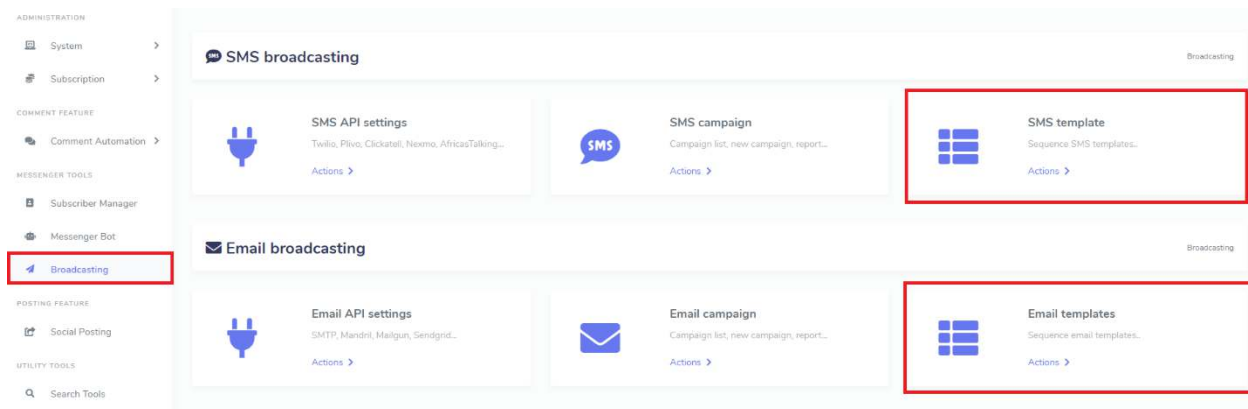 ADMINISTRATION
System
Subscription
COMMENT FEATURE
Comment Automation
MESSENGER TOOLS
Subscriber Manager
Messenger Bot
Broadcasting
POSTING FEATURE
Social Posting
UTILITY TOOLS
Search Tools
SMS SMS broadcasting
Broadcasting
SMS API settings
Twilio, Plivo, Clickatell, Nexmo, AfricasTalking...
Actions
SMS
SMS campaign
Campaign list, new campaign, report...
Actions
SMS template
Sequence SMS templates..
Actions
Email broadcasting
Broadcasting
Email API settings
SMTP, Mandril, Mailgun, Sendgrid...
Actions
Email campaign
Campaign list, new campaign, report...
Actions
Email templates
Sequence email templates..
Actions